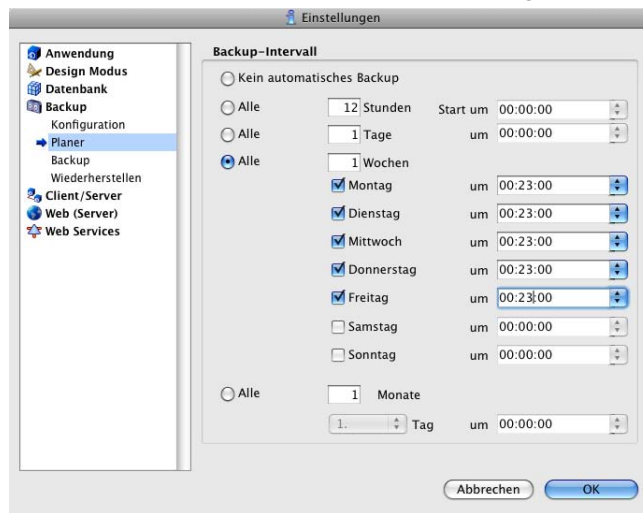 Einstellungen
Anwendung
Design Modus
Datenbank
Backup
Konfiguration
Planer
Backup
Wiederherstellen
Client/Server
Web (Server)
Web Services
Backup-Intervall
Kein automatisches Backup
Alle 12 Stunden Start um 00:00:00
Alle 1 Tage um 00:00:00
Alle 1 Wochen
Montag um 00:23:00
Dienstag um 00:23:00
Mittwoch um 00:23:00
Donnerstag um 00:23:00
Freitag um 00:23:00
Samstag um 00:00:00
Sonntag um 00:00:00
Alle 1 Monate
1. Tag um 00:00:00
Abbrechen OK